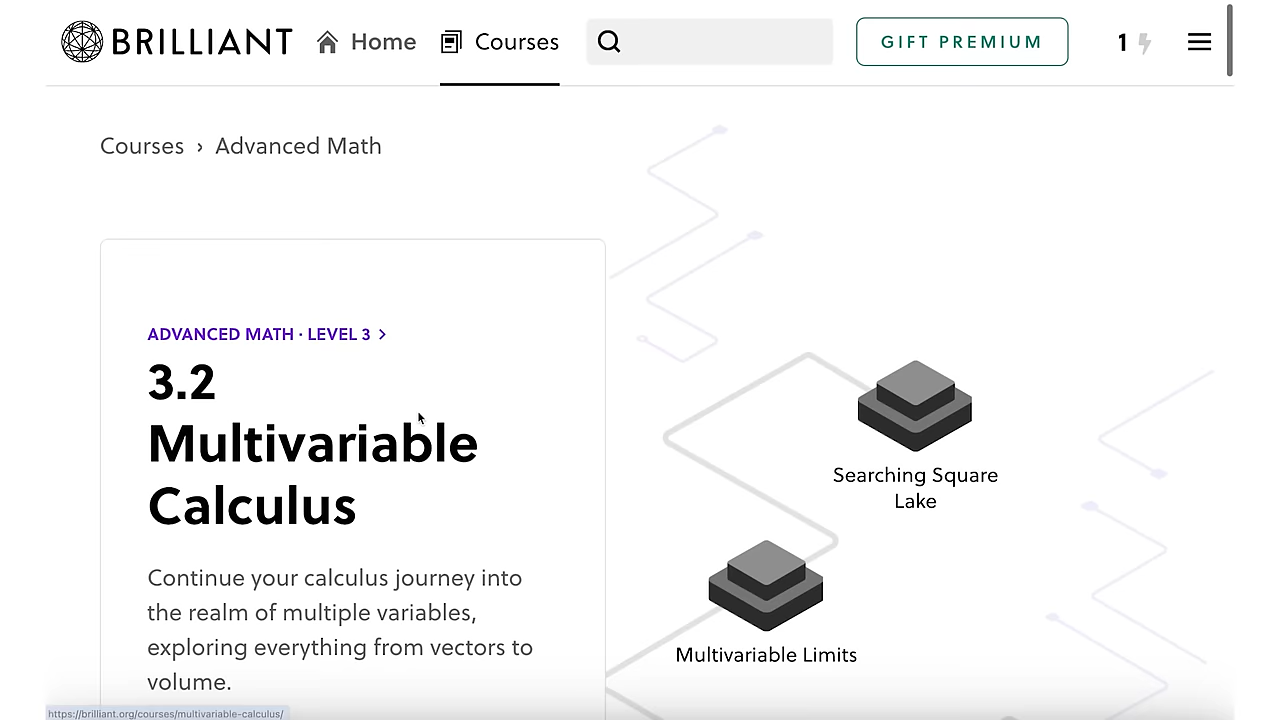 BRILLIANT Home Courses GIFT PREMIUM 1
Courses › Advanced Math
ADVANCED MATH · LEVEL 3 >
3.2
Multivariable
Calculus
Continue your calculus journey into
the realm of multiple variables,
exploring everything from vectors to
volume.
Searching Square
Lake
Multivariable Limits
https://brilliant.org/courses/multivariable-calculus/